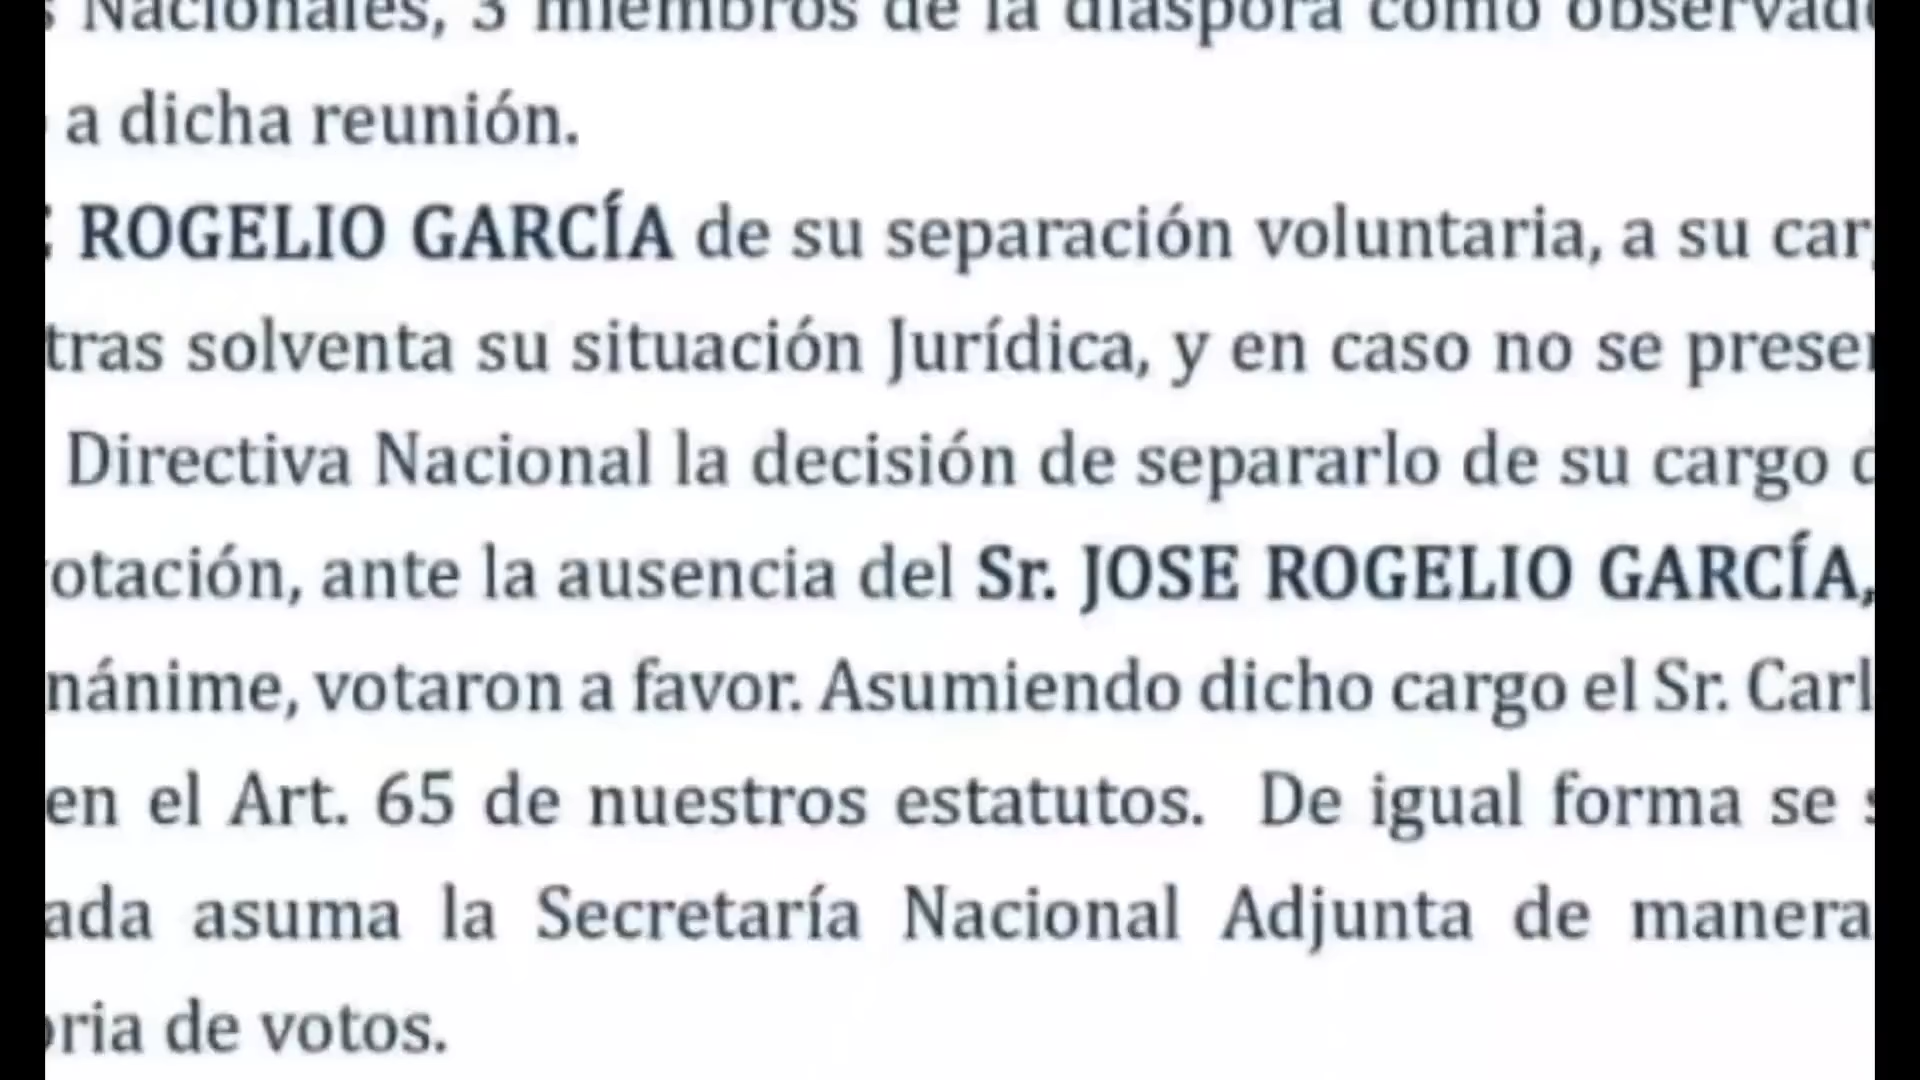 Nacionales, 3 miembros de la diáspora como
a dicha reunión.
ROGELIO GARCÍA de su separación voluntaria, a su
tras solventa su situación Jurídica, y en caso no se
Directiva Nacional la decisión de separarlo de su cargo
otación, ante la ausencia del Sr. JOSE ROGELIO GARCÍA,
nánime, votaron a favor. Asumiendo dicho cargo el Sr. Carl
en el Art. 65 de nuestros estatutos. De igual forma se
ada asuma la Secretaría Nacional Adjunta de manera
ria de votos.